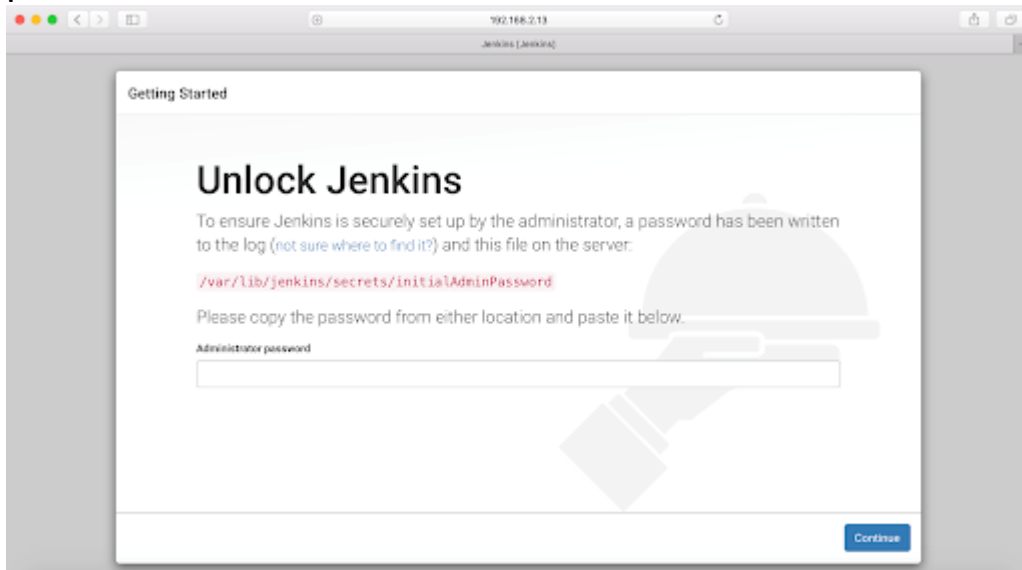 192.168.2.13
Jenkins [Jenkins]
Getting Started
Unlock Jenkins
To ensure Jenkins is securely set up by the administrator, a password has been written
to the log (not sure where to find it?) and this file on the server:
/var/lib/jenkins/secrets/initialAdminPassword
Please copy the password from either location and paste it below.
Administrator password
Continue